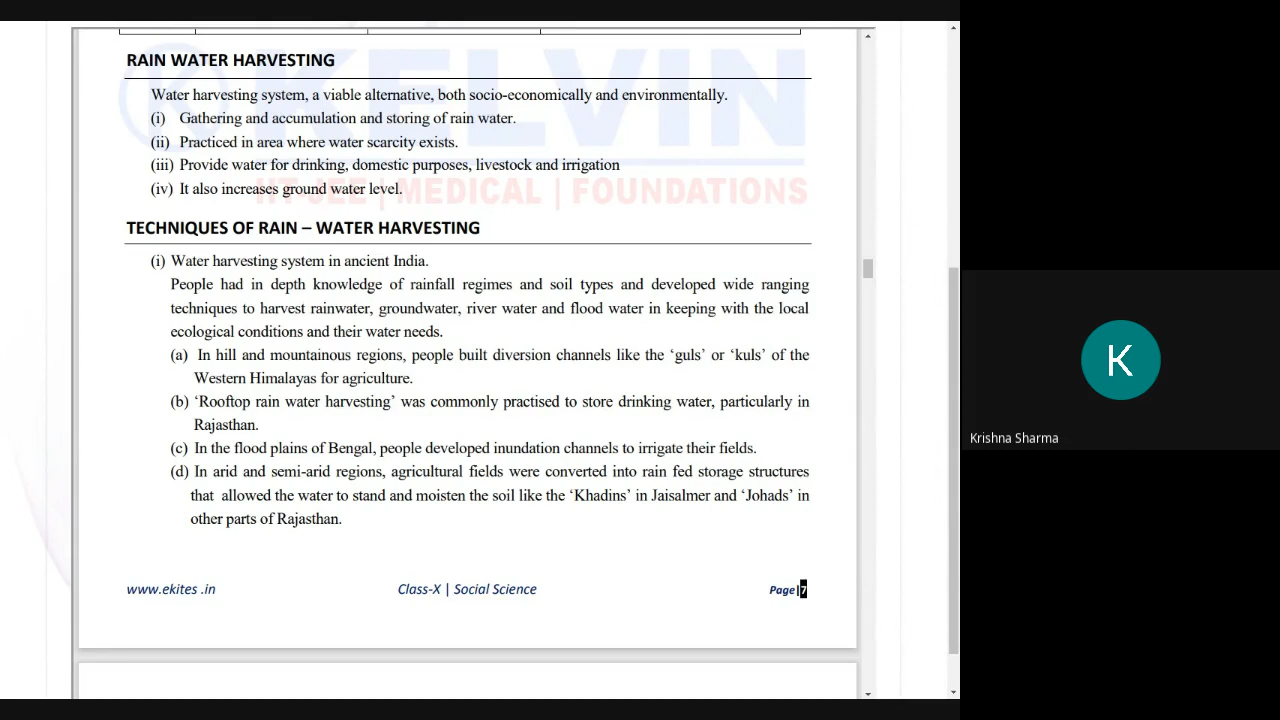 RAIN WATER HARVESTING
KELVIN
Water harvesting system, a viable alternative, both socio-economically and environmentally.
(i) Gathering and accumulation and storing of rain water.
(ii) Practiced in area where water scarcity exists.
(iii) Provide water for drinking, domestic purposes, livestock and irrigation
(iv) It also increases ground water level.
IIT-JEE | MEDICAL | FOUNDATIONS
TECHNIQUES OF RAIN – WATER HARVESTING
(i) Water harvesting system in ancient India.
People had in depth knowledge of rainfall regimes and soil types and developed wide ranging
techniques to harvest rainwater, groundwater, river water and flood water in keeping with the local
ecological conditions and their water needs.
(a) In hill and mountainous regions, people built diversion channels like the ‘guls’ or ‘kuls’ of the
Western Himalayas for agriculture.
(b) ‘Rooftop rain water harvesting’ was commonly practised to store drinking water, particularly in
Rajasthan.
(c) In the flood plains of Bengal, people developed inundation channels to irrigate their fields.
(d) In arid and semi-arid regions, agricultural fields were converted into rain fed storage structures
that allowed the water to stand and moisten the soil like the ‘Khadins’ in Jaisalmer and ‘Johads’ in
other parts of Rajasthan.
www.ekites .in Class-X | Social Science Page|7
K
Krishna Sharma